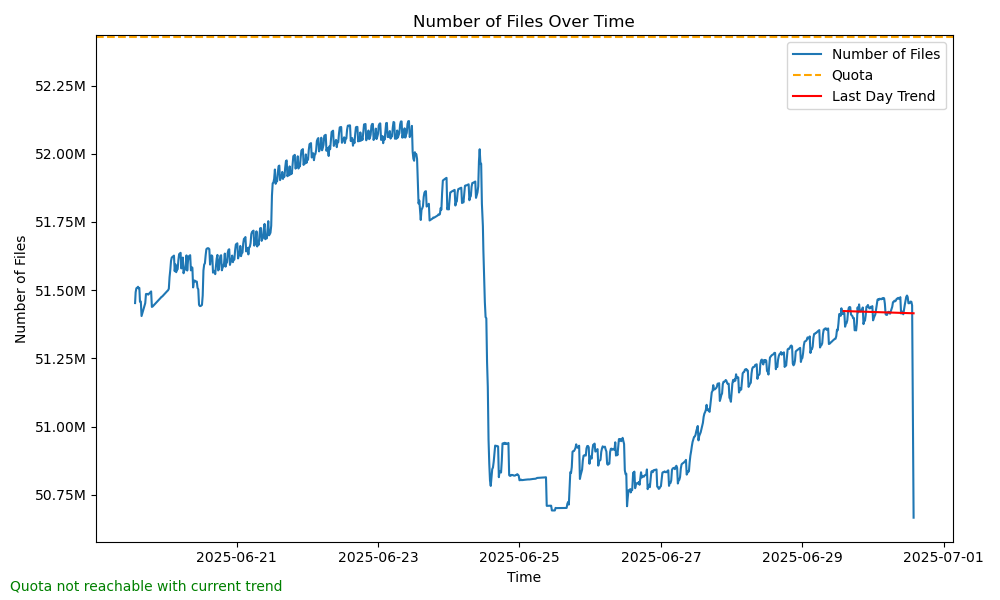 Number of Files Over Time
Number of Files
Quota
Last Day Trend
52.25M
52.00M
51.75M
51.50M
51.25M
51.00M
50.75M
Number of Files
2025-06-21
2025-06-23
2025-06-25
2025-06-27
2025-06-29
2025-07-01
Time
Quota not reachable with current trend